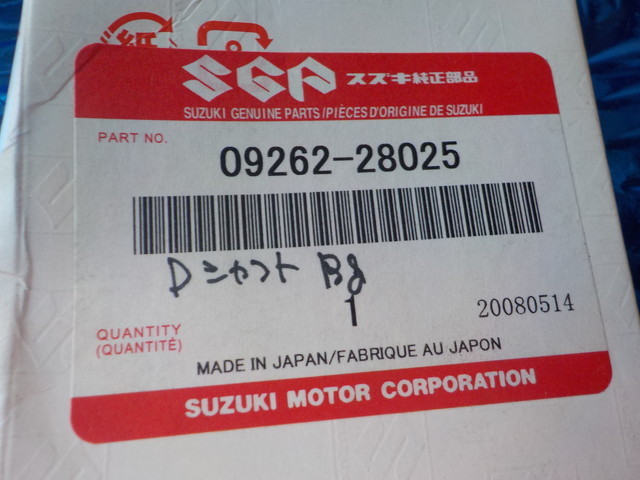 紙
SGP スズキ純正部品
SUZUKI GENUINE PARTS/PIÈCES D'ORIGINE DE SUZUKI
PART NO.
09262-28025
Dシャフト Bg
1
20080514
QUANTITY
(QUANTITÉ)
MADE IN JAPAN/FABRIQUE AU JAPON
SUZUKI MOTOR CORPORATION